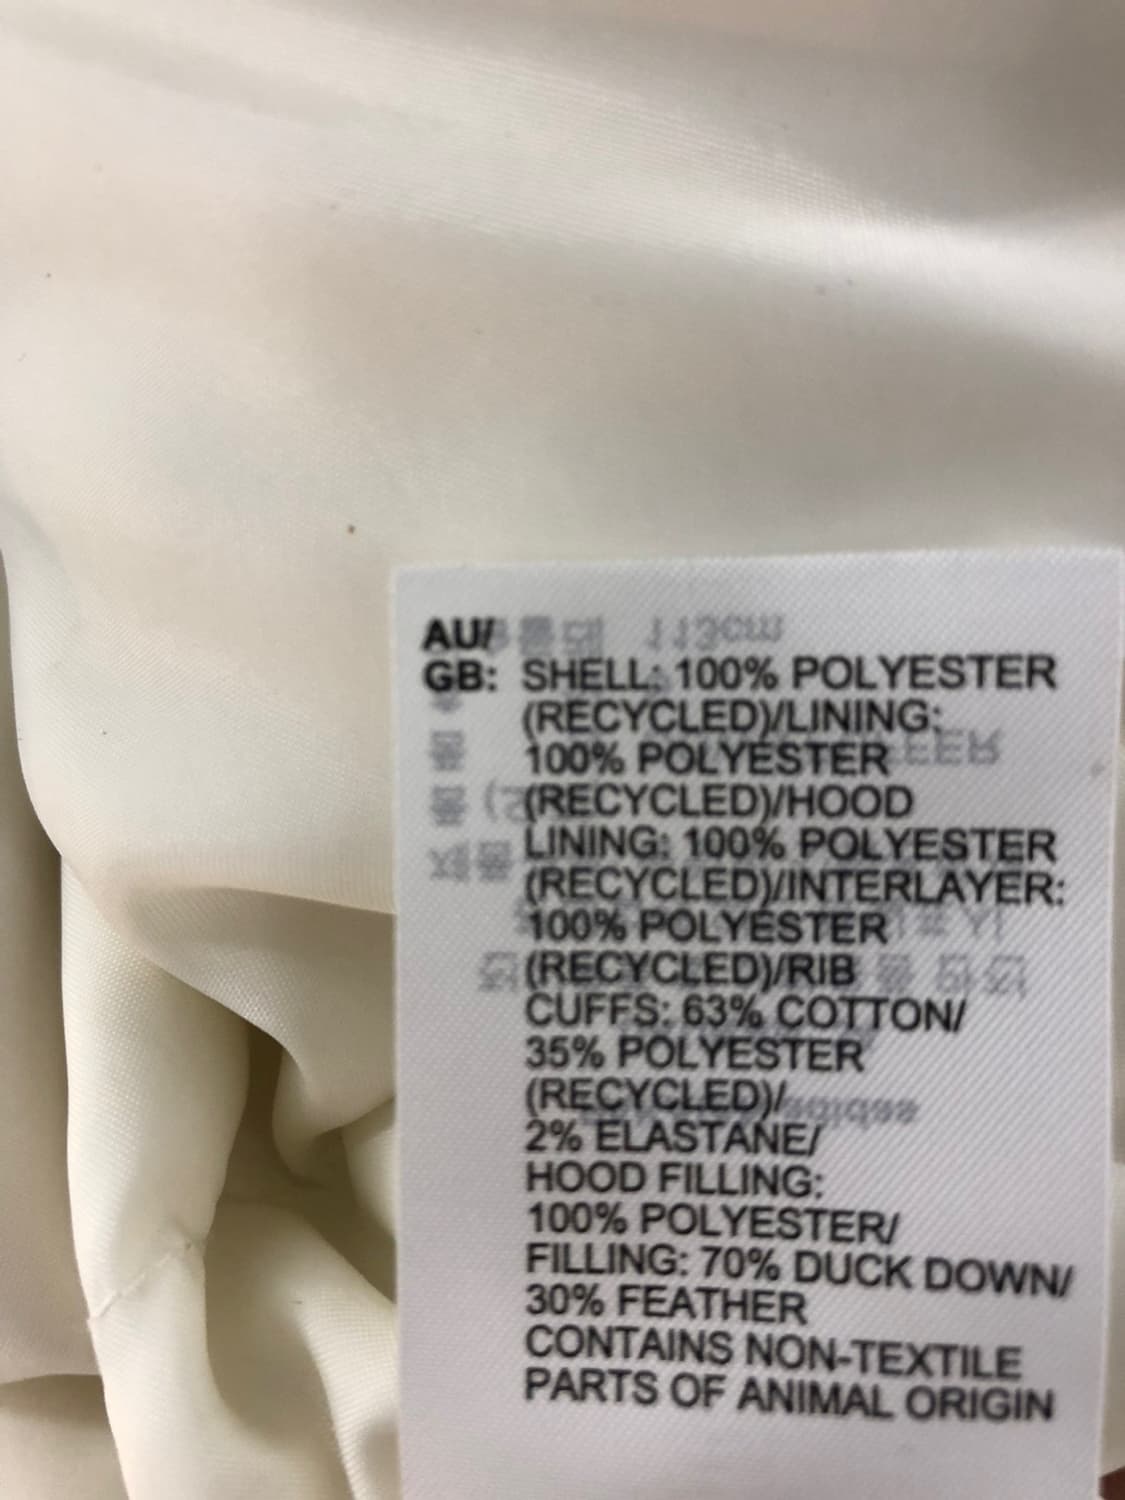 AU/
GB: SHELL: 100% POLYESTER
(RECYCLED)/LINING:
100% POLYESTER
(RECYCLED)/HOOD
LINING: 100% POLYESTER
(RECYCLED)/INTERLAYER:
100% POLYESTER
(RECYCLED)/RIB
CUFFS: 63% COTTON/
35% POLYESTER
(RECYCLED)/
2% ELASTANE/
HOOD FILLING:
100% POLYESTER/
FILLING: 70% DUCK DOWN/
30% FEATHER
CONTAINS NON-TEXTILE
PARTS OF ANIMAL ORIGIN
113cm
adidas